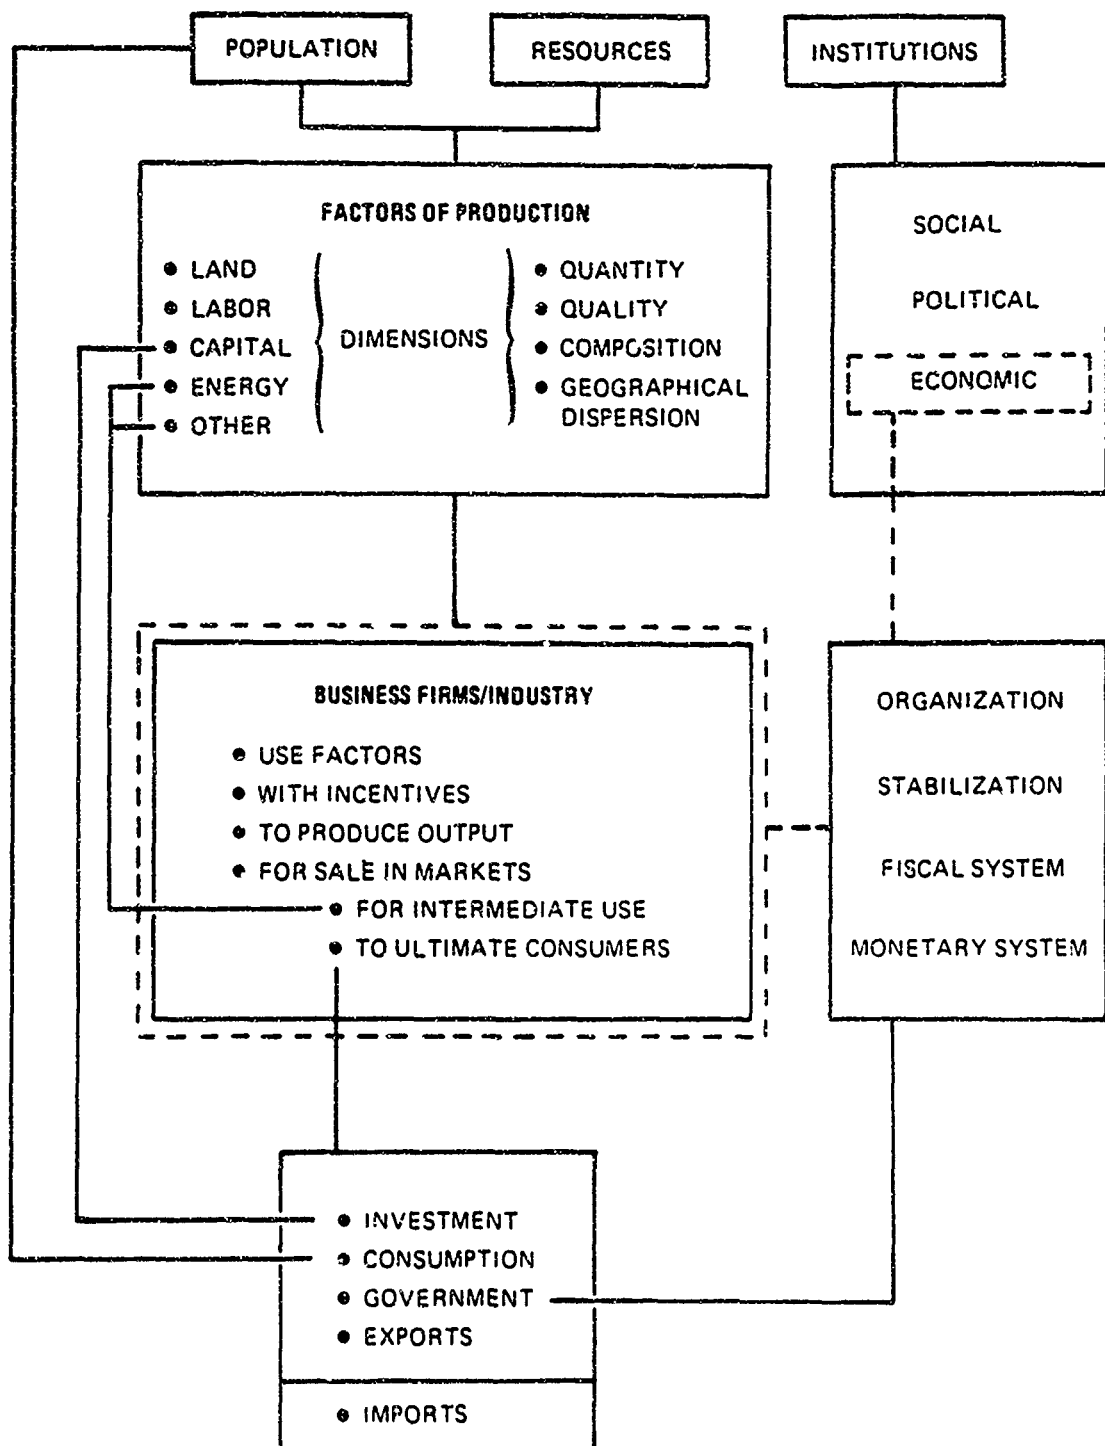 POPULATION
RESOURCES
INSTITUTIONS
FACTORS OF PRODUCTION
● LAND
● LABOR
● CAPITAL
● ENERGY
● OTHER
DIMENSIONS
● QUANTITY
● QUALITY
● COMPOSITION
● GEOGRAPHICAL
DISPERSION
SOCIAL
POLITICAL
ECONOMIC
BUSINESS FIRMS/INDUSTRY
● USE FACTORS
● WITH INCENTIVES
● TO PRODUCE OUTPUT
● FOR SALE IN MARKETS
● FOR INTERMEDIATE USE
● TO ULTIMATE CONSUMERS
ORGANIZATION
STABILIZATION
FISCAL SYSTEM
MONETARY SYSTEM
● INVESTMENT
● CONSUMPTION
● GOVERNMENT
● EXPORTS
● IMPORTS